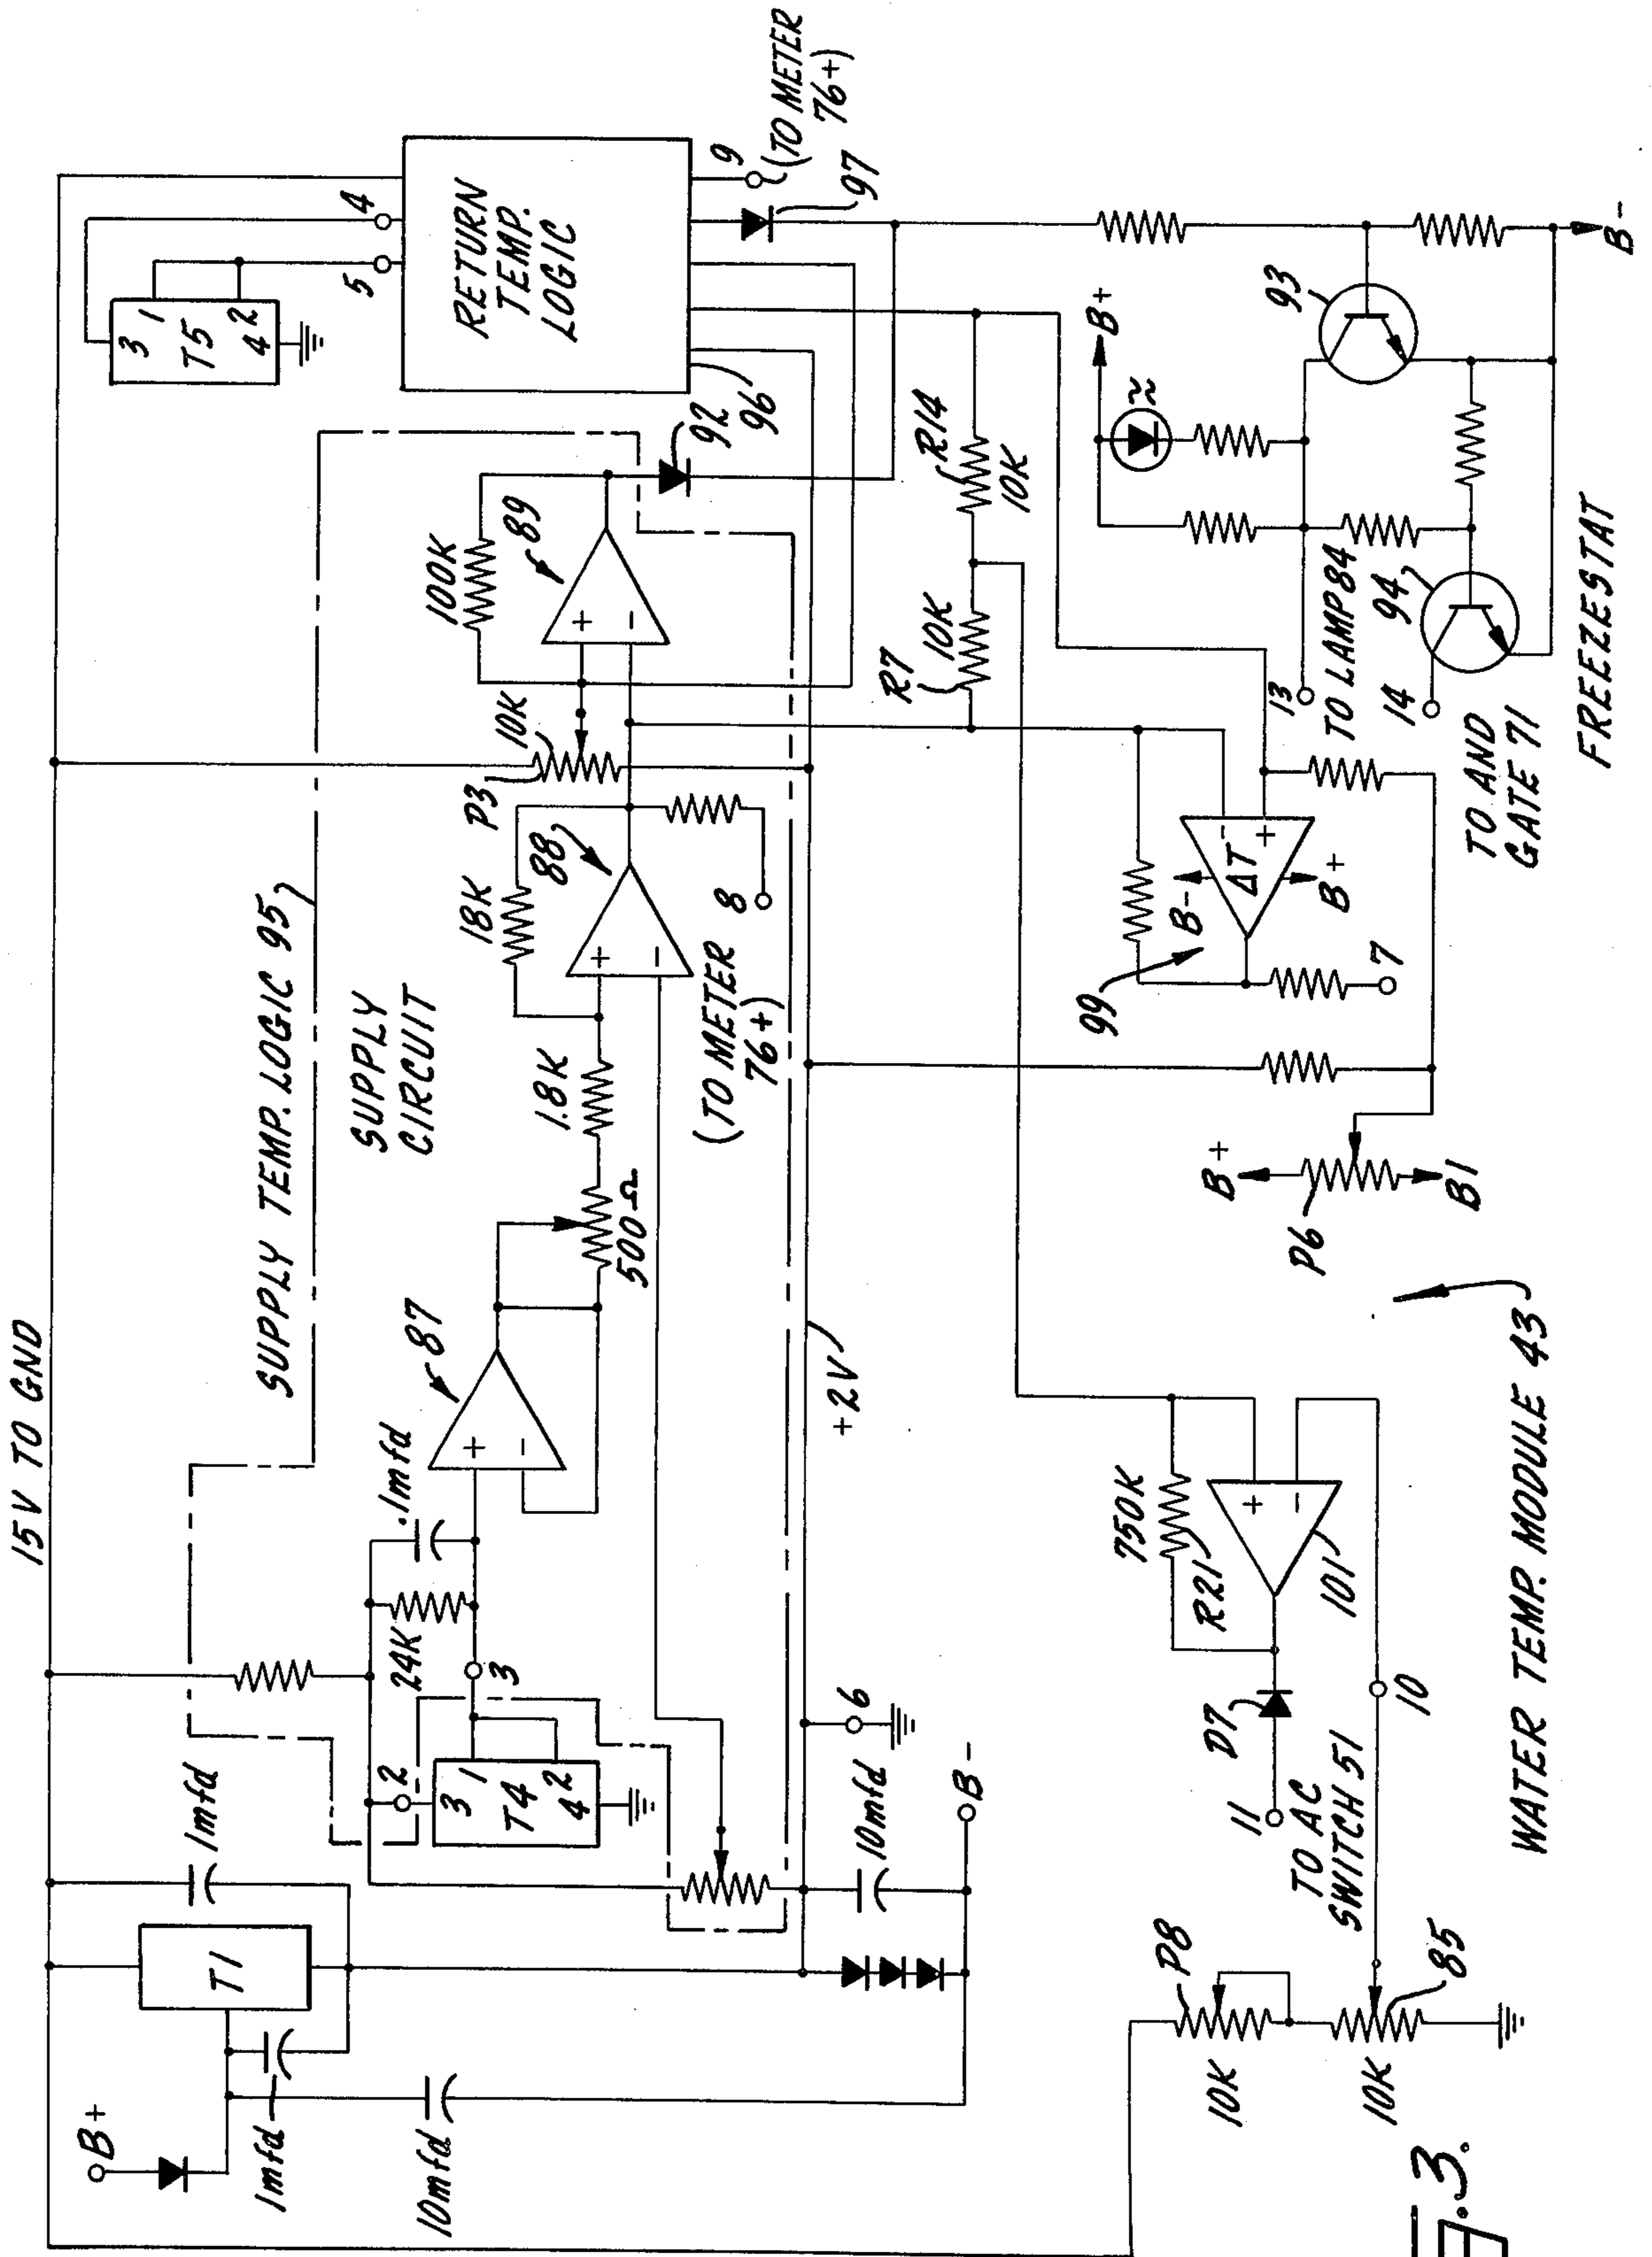 15V TO GND
SUPPLY TEMP. LOGIC 95
SUPPLY
CIRCUIT
B+
1mfd
10mfd
T1
1mfd
2
3
T4
1
4
2
3
24K
.1mfd
87
500Ω
1.8K
18K
88
8
(TO METER
76+)
P3
10K
100K
89
92
96
T5
3
1
4
2
5
4
RETURN
TEMP.
LOGIC
9
(TO METER
76+)
97
6
10mfd
B-
+2V
R7
10K
R14
10K
B+
≈
93
B-
13
TO LAMP 84
94
14
TO AND
GATE 71
FREEZESTAT
99
B-
ΔT
-
+
B+
7
B+
P6
B1
750K
R21
101
D7
11
TO AC
SWITCH 51
10
P8
10K
10K
85
WATER TEMP. MODULE 43
Fig. 3.